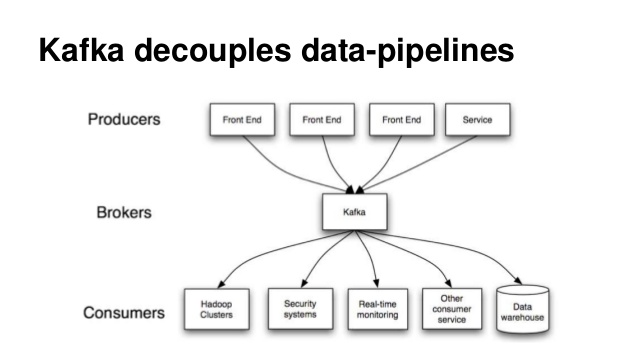 Kafka decouples data-pipelines
Producers
Front End
Front End
Front End
Service
Brokers
Kafka
Consumers
Hadoop
Clusters
Security
systems
Real-time
monitoring
Other
consumer
service
Data
warehouse